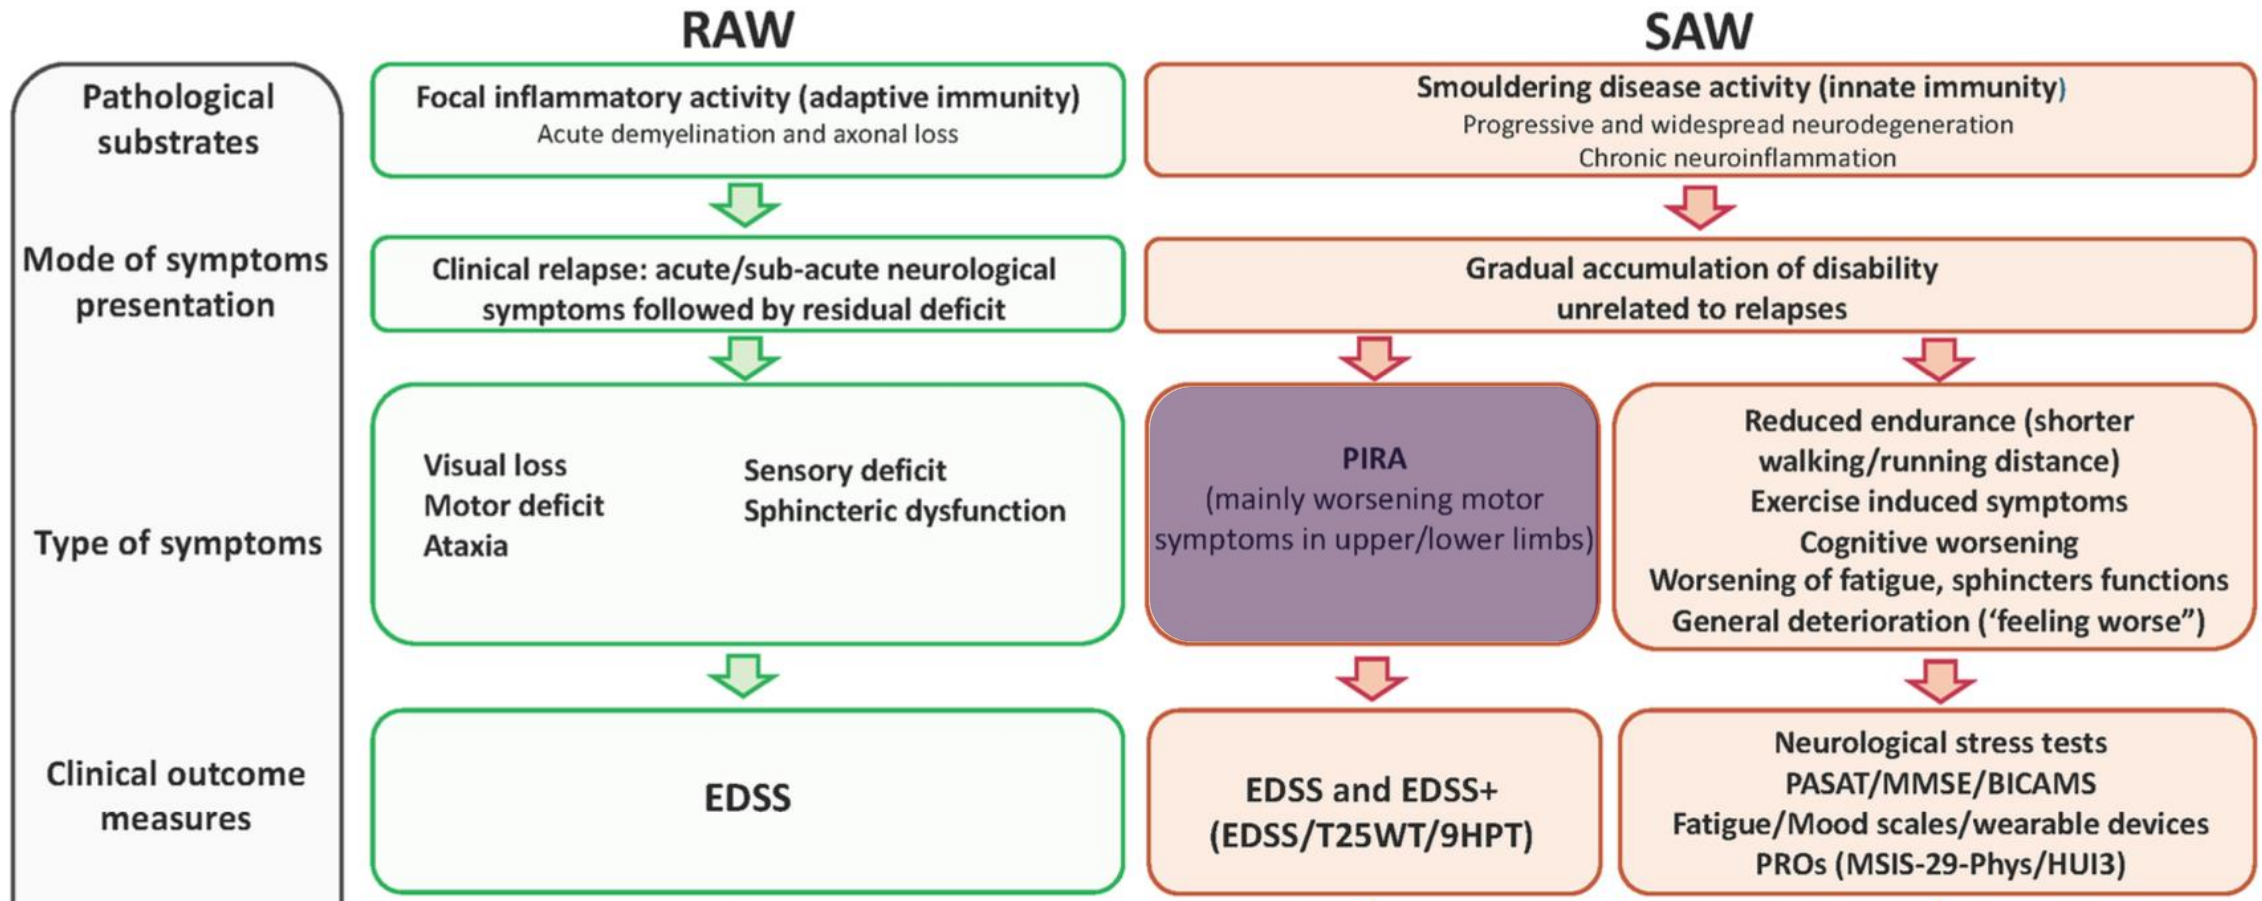 RAW
SAW
Pathological
substrates
Focal inflammatory activity (adaptive immunity)
Acute demyelination and axonal loss
Smouldering disease activity (innate immunity)
Progressive and widespread neurodegeneration
Chronic neuroinflammation
Mode of symptoms
presentation
Clinical relapse: acute/sub-acute neurological
symptoms followed by residual deficit
Gradual accumulation of disability
unrelated to relapses
Type of symptoms
Visual loss
Motor deficit
Ataxia
Sensory deficit
Sphincteric dysfunction
PIRA
(mainly worsening motor
symptoms in upper/lower limbs)
Reduced endurance (shorter
walking/running distance)
Exercise induced symptoms
Cognitive worsening
Worsening of fatigue, sphincters functions
General deterioration (‘feeling worse”)
Clinical outcome
measures
EDSS
EDSS and EDSS+
(EDSS/T25WT/9HPT)
Neurological stress tests
PASAT/MMSE/BICAMS
Fatigue/Mood scales/wearable devices
PROs (MSIS-29-Phys/HUI3)